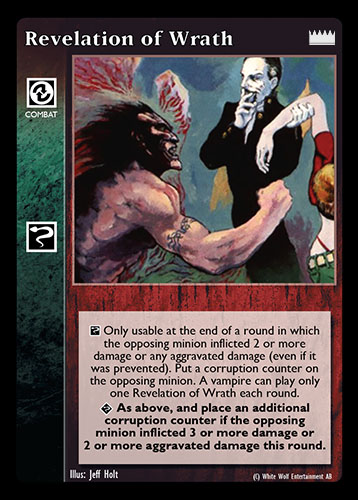 Revelation of Wrath
COMBAT
Only usable at the end of a round in which
the opposing minion inflicted 2 or more
damage or any aggravated damage (even if it
was prevented). Put a corruption counter on
the opposing minion. A vampire can play only
one Revelation of Wrath each round.
As above, and place an additional
corruption counter if the opposing
minion inflicted 3 or more damage or
2 or more aggravated damage this round.
Illus: Jeff Holt
(C) White Wolf Entertainment AB